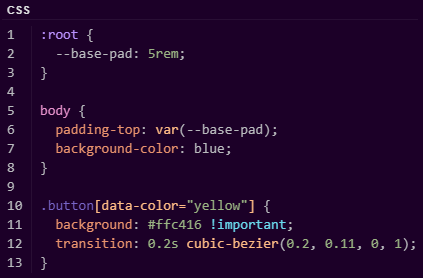 CSS
1 :root {
2   --base-pad: 5rem;
3 }
4
5 body {
6   padding-top: var(--base-pad);
7   background-color: blue;
8 }
9
10 .button[data-color="yellow"] {
11   background: #ffc416 !important;
12   transition: 0.2s cubic-bezier(0.2, 0.11, 0, 1);
13 }